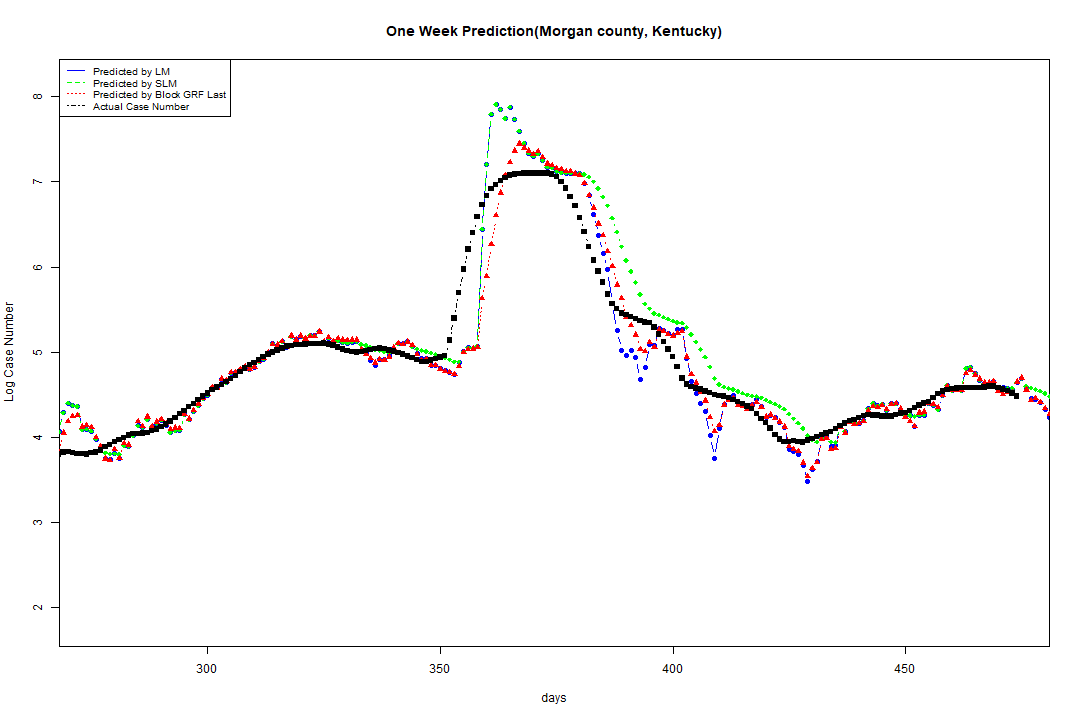 One Week Prediction(Morgan county, Kentucky)
Predicted by LM
Predicted by SLM
Predicted by Block GRF Last
Actual Case Number
8
7
6
5
4
3
2
Log Case Number
300 350 400 450
days